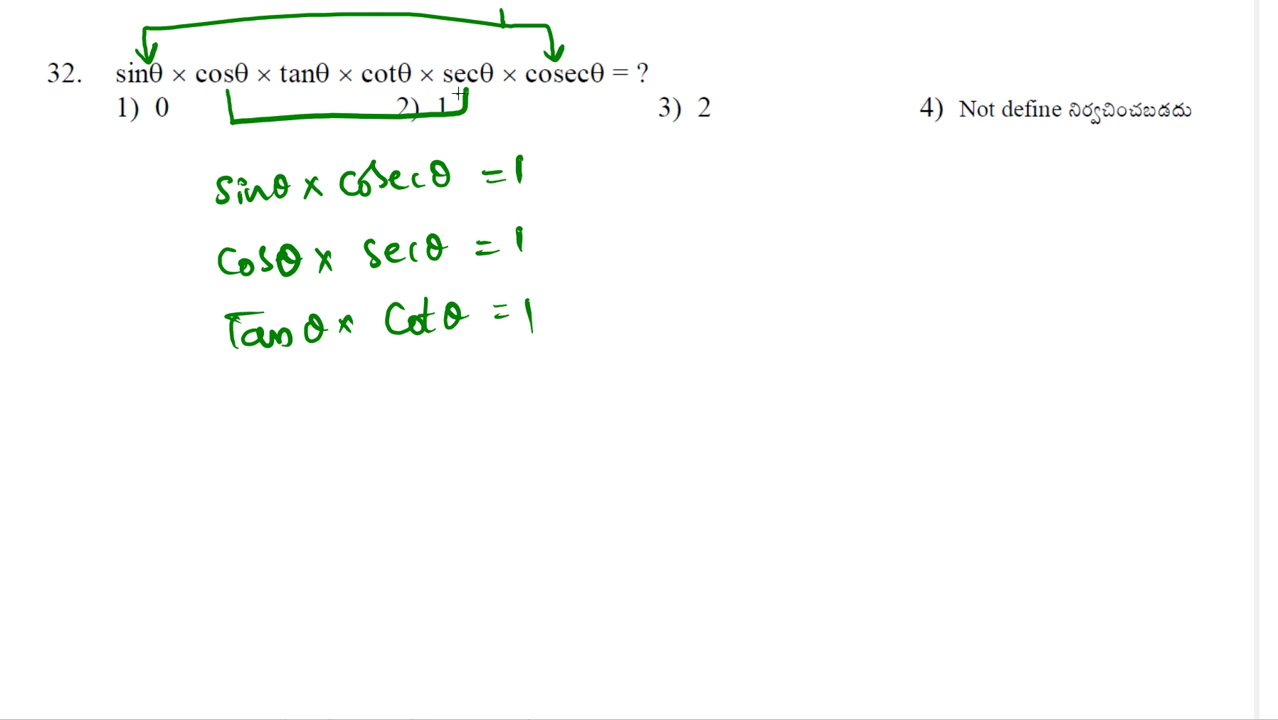 32. sinθ × cosθ × tanθ × cotθ × secθ × cosecθ = ?
1) 0 2) 1 3) 2 4) Not define నిర్వచించబడదు
sinθ × cosecθ = 1
cosθ × secθ = 1
Tanθ × cotθ = 1